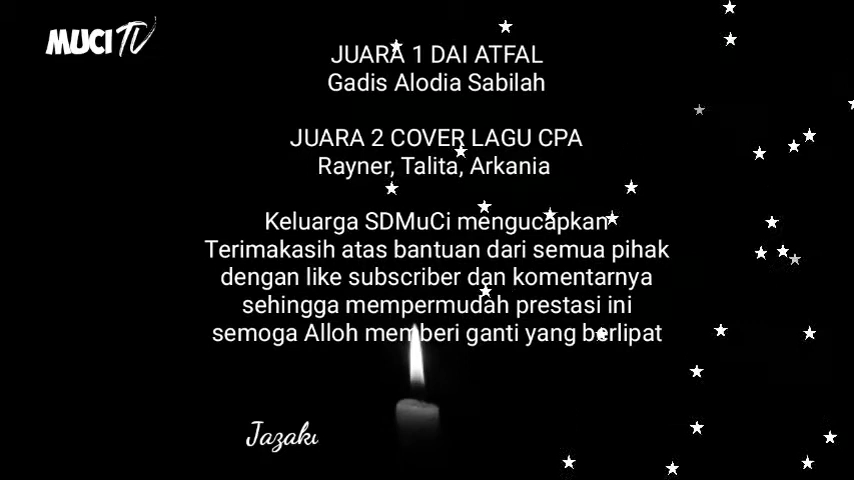 MUCI TV
JUARA 1 DAI ATFAL
Gadis Alodia Sabilah
JUARA 2 COVER LAGU CPA
Rayner, Talita, Arkania
Keluarga SDMuCi mengucapkan
Terimakasih atas bantuan dari semua pihak
dengan like subscriber dan komentarnya
sehingga mempermudah prestasi ini
semoga Alloh memberi ganti yang berlipat
Jazakı